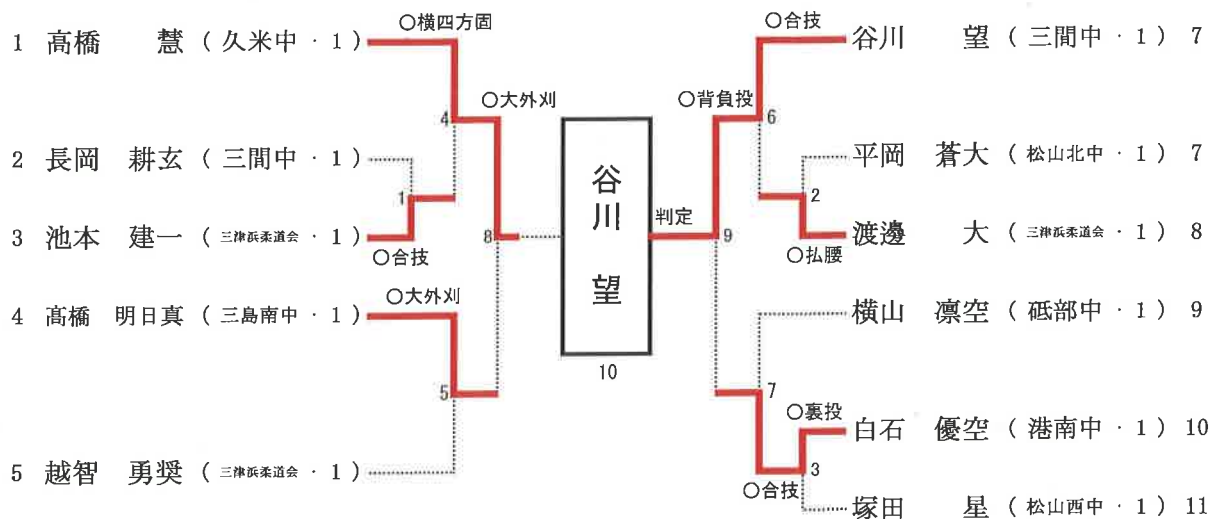 ○横四方固
1 高橋 慧 ( 久米中 ・ 1 )
○大外刈
4
2 長岡 耕玄 ( 三間中 ・ 1 )
1
8
3 池本 建一 ( 三津浜柔道会 ・ 1 )
○合技
○大外刈
4 髙橋 明日真 ( 三島南中 ・ 1 )
5
5 越智 勇奨 ( 三津浜柔道会 ・ 1 )
谷川 望
10
判定
○合技
谷川 望 ( 三間中 ・ 1 ) 7
○背負投
6
平岡 蒼大 ( 松山北中 ・ 1 ) 7
2
9
渡邊 大 ( 三津浜柔道会 ・ 1 ) 8
○払腰
横山 凛空 ( 砥部中 ・ 1 ) 9
7
○裏投
白石 優空 ( 港南中 ・ 1 ) 10
3
○合技
塚田 星 ( 松山西中 ・ 1 ) 11